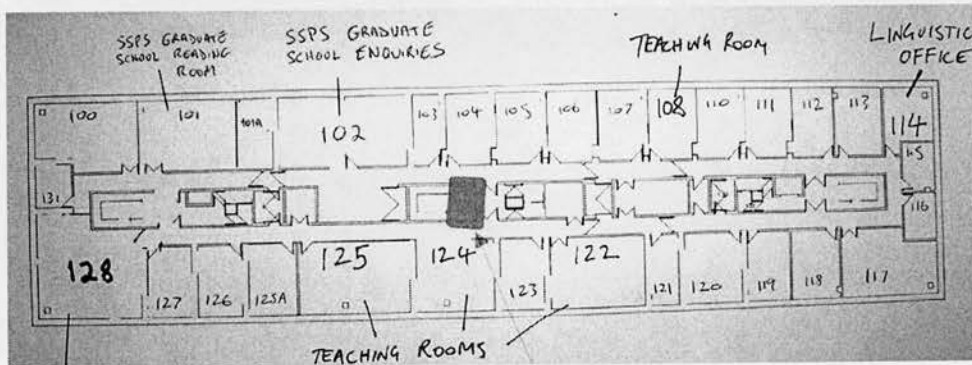 SSPS GRADUATE
SCHOOL READING
ROOM
SSPS GRADUATE
SCHOOL ENQUIRIES
TEACHING ROOM
LINGUISTIC
OFFICE
100 101 101A 102 103 104 105 106 107 108 110 111 112 113 114
115
131
116
128 127 126 125A 125 124 123 122 121 120 119 118 117
TEACHING ROOMS